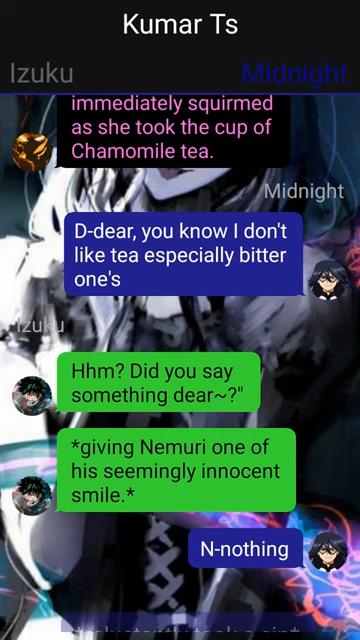 Kumar Ts
Izuku
Midnight
immediately squirmed
as she took the cup of
Chamomile tea.
Midnight
D-dear, you know I don't
like tea especially bitter
one's
Izuku
Hhm? Did you say
something dear~?"
*giving Nemuri one of
his seemingly innocent
smile.*
N-nothing